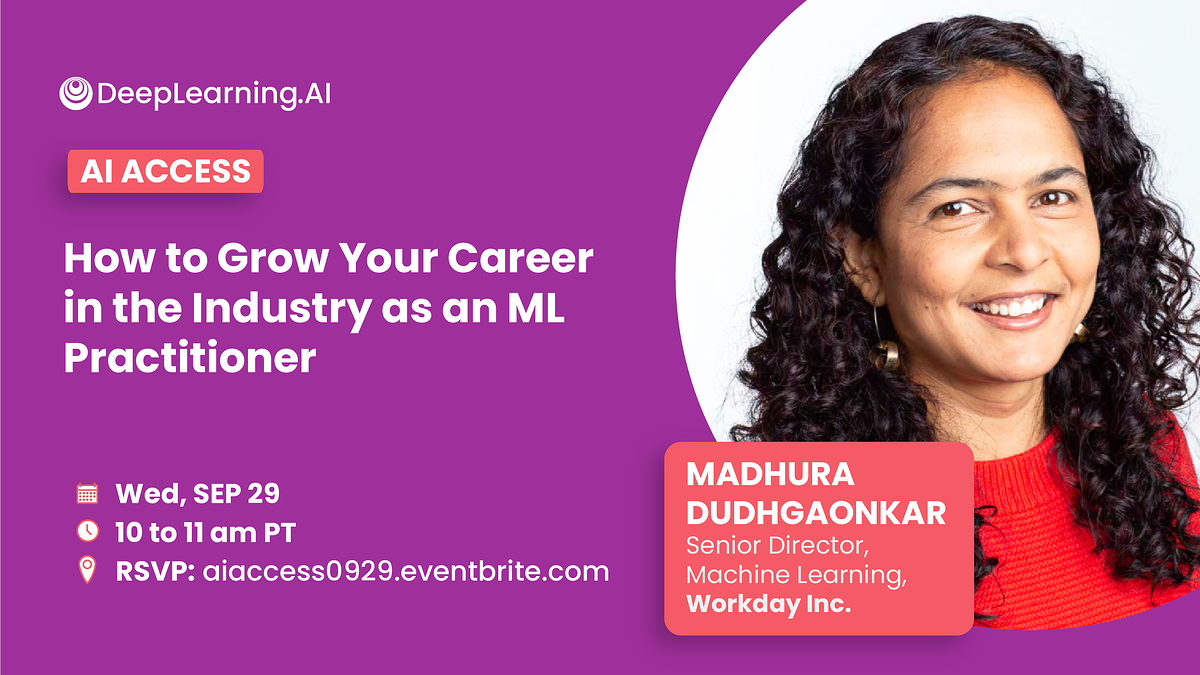 DeepLearning.AI
AI ACCESS
How to Grow Your Career
in the Industry as an ML
Practitioner
Wed, SEP 29
10 to 11 am PT
RSVP: aiaccess0929.eventbrite.com
MADHURA
DUDHGAONKAR
Senior Director,
Machine Learning,
Workday Inc.